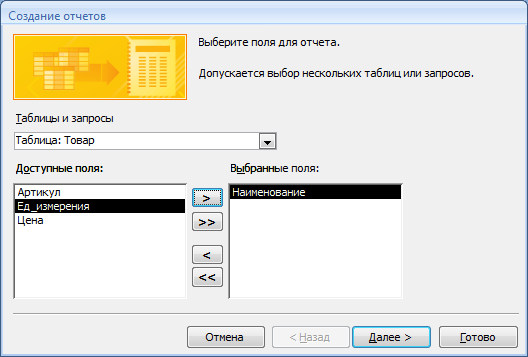 Создание отчетов
Выберите поля для отчета.
Допускается выбор нескольких таблиц или запросов.
Таблицы и запросы
Таблица: Товар
Доступные поля:
Выбранные поля:
Артикул
Ед_измерения
Цена
Наименование
>
>>
<
<<
Отмена
< Назад
Далее >
Готово